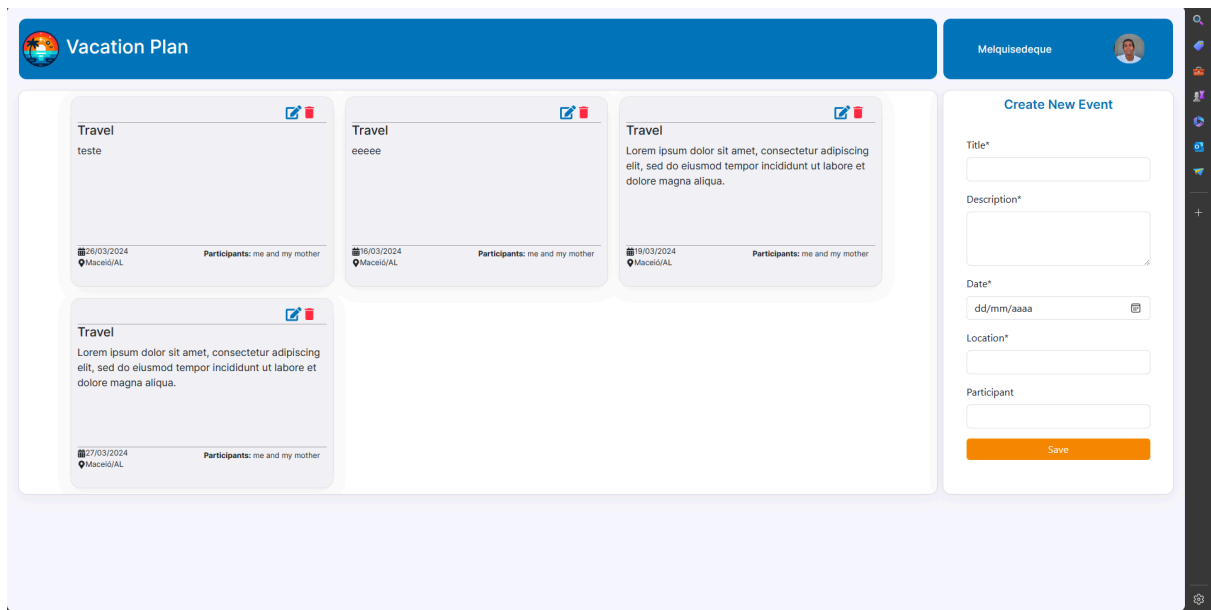 Vacation Plan
Melquisedeque
Travel
teste
26/03/2024
Maceió/AL
Participants: me and my mother
Travel
eeeee
16/03/2024
Maceió/AL
Participants: me and my mother
Travel
Lorem ipsum dolor sit amet, consectetur adipiscing
elit, sed do eiusmod tempor incididunt ut labore et
dolore magna aliqua.
19/03/2024
Maceió/AL
Participants: me and my mother
Travel
Lorem ipsum dolor sit amet, consectetur adipiscing
elit, sed do eiusmod tempor incididunt ut labore et
dolore magna aliqua.
27/03/2024
Maceió/AL
Participants: me and my mother
Create New Event
Title*
Description*
Date*
dd/mm/aaaa
Location*
Participant
Save